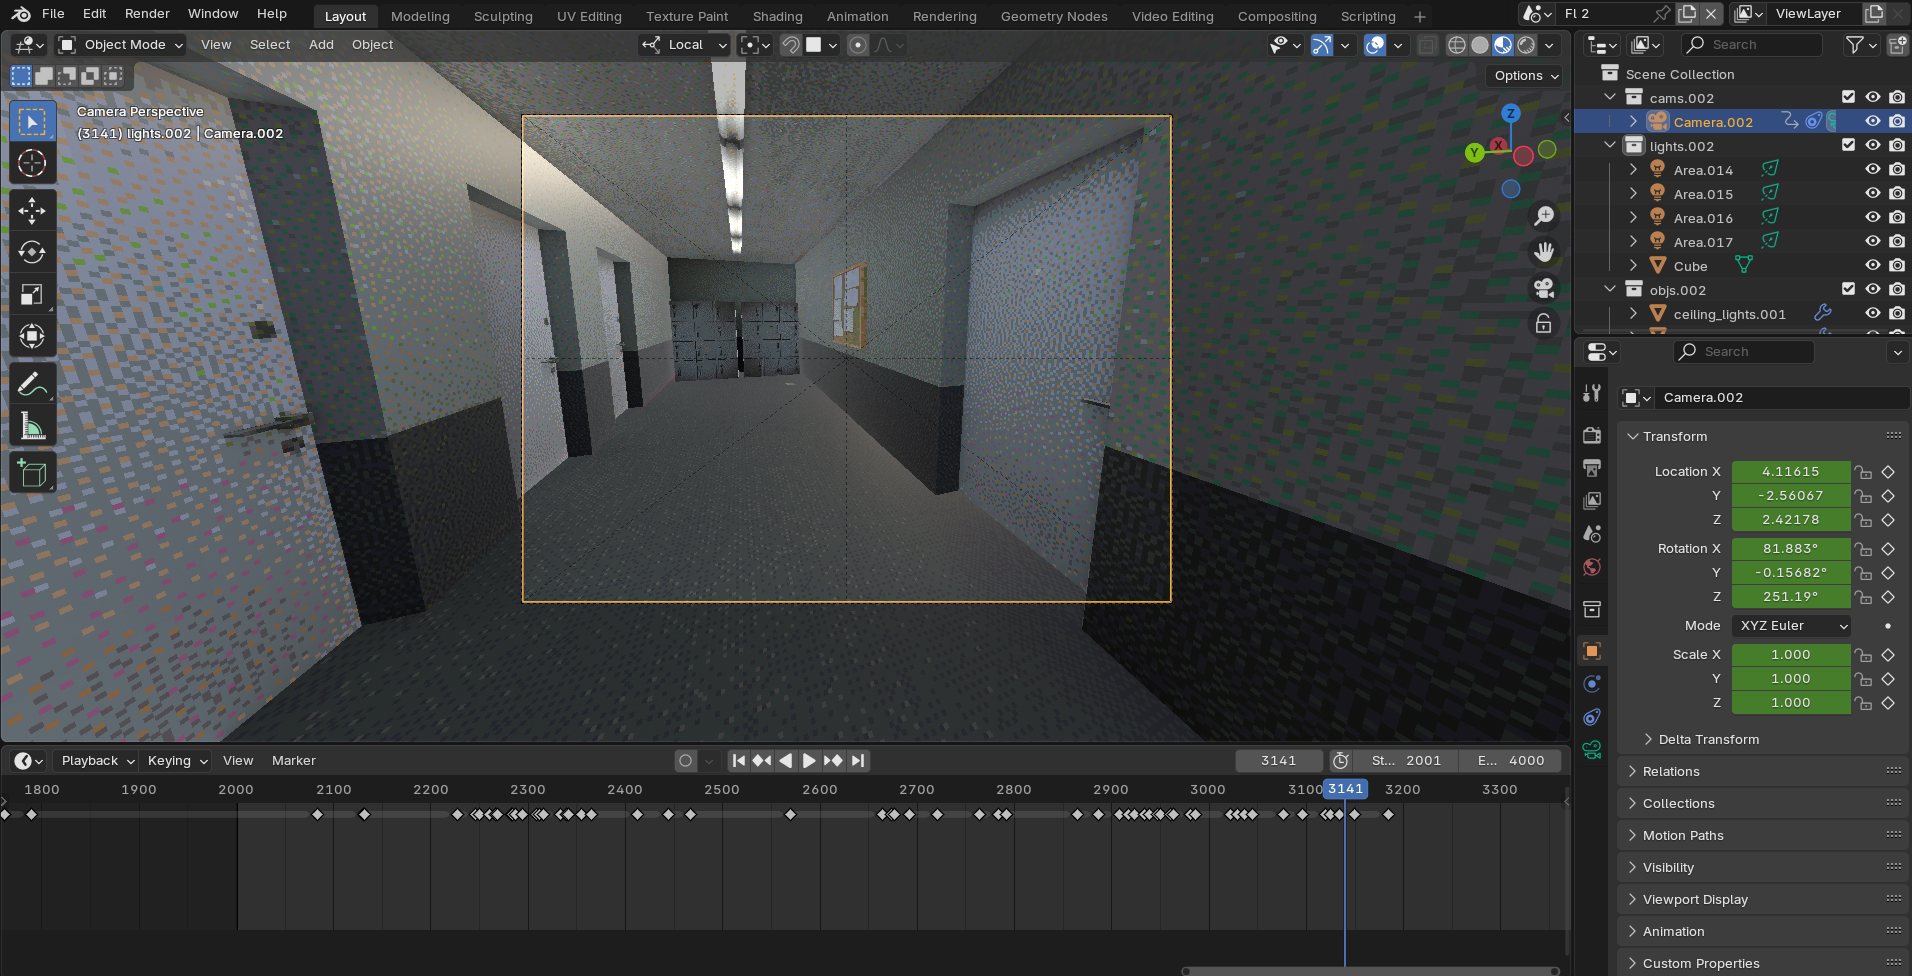 File Edit Render Window Help Layout Modeling Sculpting UV Editing Texture Paint Shading Animation Rendering Geometry Nodes Video Editing Compositing Scripting Fl 2 ViewLayer
Object Mode View Select Add Object Local Search
Options
Camera Perspective
(3141) lights.002 | Camera.002
Z
Y
X
Scene Collection
cams.002
Camera.002
lights.002
Area.014
Area.015
Area.016
Area.017
Cube
objs.002
ceiling_lights.001
Search
Camera.002
Transform
Location X 4.11615
Y -2.56067
Z 2.42178
Rotation X 81.883°
Y -0.15682°
Z 251.19°
Mode XYZ Euler
Scale X 1.000
Y 1.000
Z 1.000
Delta Transform
Relations
Collections
Motion Paths
Visibility
Viewport Display
Animation
Custom Properties
Playback Keying View Marker 3141 St... 2001 E... 4000
1800 1900 2000 2100 2200 2300 2400 2500 2600 2700 2800 2900 3000 3100 3141 3200 3300